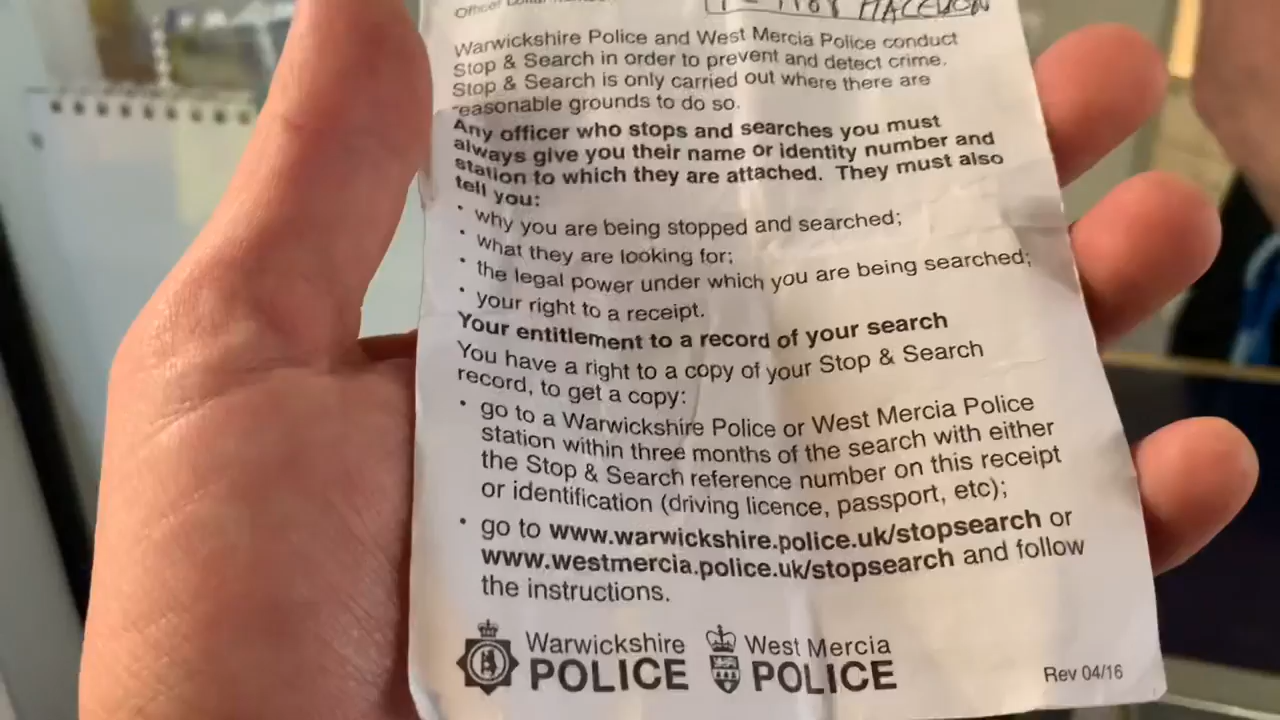 Officer Collar Number
Warwickshire Police and West Mercia Police conduct
Stop & Search in order to prevent and detect crime.
Stop & Search is only carried out where there are
reasonable grounds to do so.
Any officer who stops and searches you must
always give you their name or identity number and
station to which they are attached. They must also
tell you:
• why you are being stopped and searched;
• what they are looking for;
• the legal power under which you are being searched;
• your right to a receipt.
Your entitlement to a record of your search
You have a right to a copy of your Stop & Search
record, to get a copy:
• go to a Warwickshire Police or West Mercia Police
station within three months of the search with either
the Stop & Search reference number on this receipt
or identification (driving licence, passport, etc);
• go to www.warwickshire.police.uk/stopsearch or
www.westmercia.police.uk/stopsearch and follow
the instructions.
Warwickshire
POLICE
West Mercia
POLICE
Rev 04/16